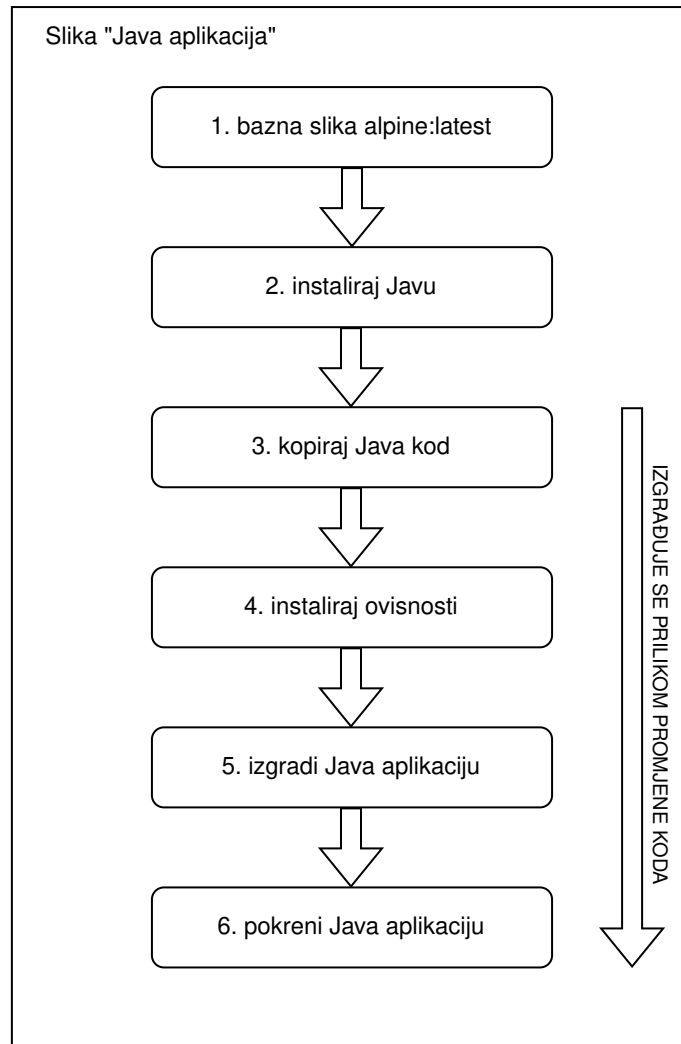 Slika "Java aplikacija"
1. bazna slika alpine:latest
2. instaliraj Javu
3. kopiraj Java kod
4. instaliraj ovisnosti
5. izgradi Java aplikaciju
6. pokreni Java aplikaciju
IZGRAĐUJE SE PRILIKOM PROMJENE KODA